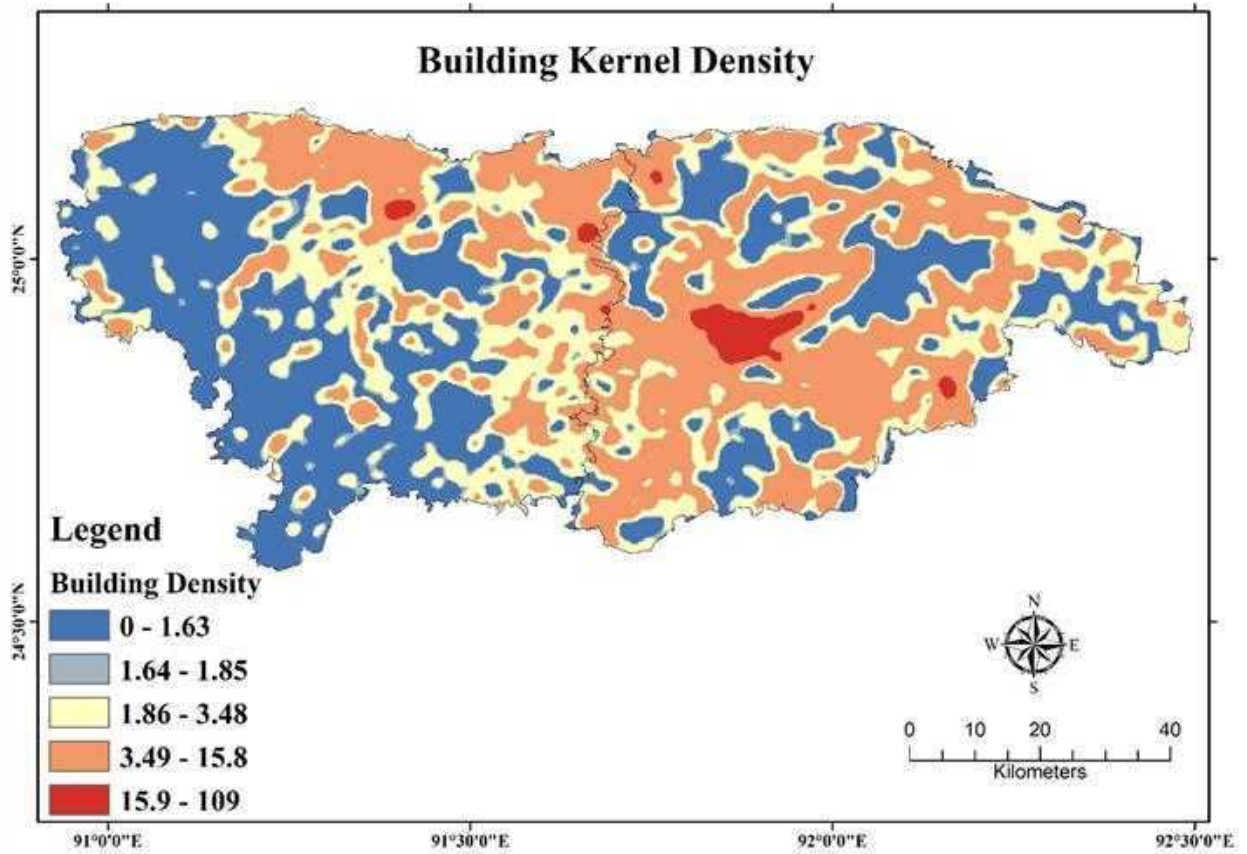 Building Kernel Density
25°0'0"N
24°30'0"N
Legend
Building Density
0 - 1.63
1.64 - 1.85
1.86 - 3.48
3.49 - 15.8
15.9 - 109
N
W E
S
0 10 20 40
Kilometers
91°0'0"E 91°30'0"E 92°0'0"E 92°30'0"E